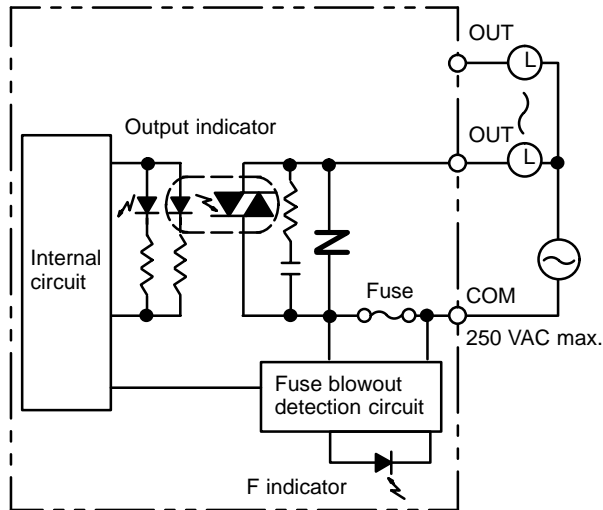 OUT
L
Output indicator
OUT
L
Internal
circuit
Fuse
COM
250 VAC max.
Fuse blowout
detection circuit
F indicator